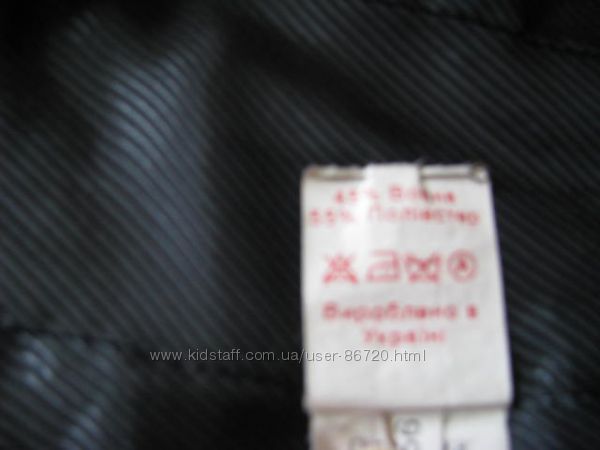 45% Вовна
55% Поліестер
Вироблено в
Україні
www.kidstaff.com.ua/user-86720.html